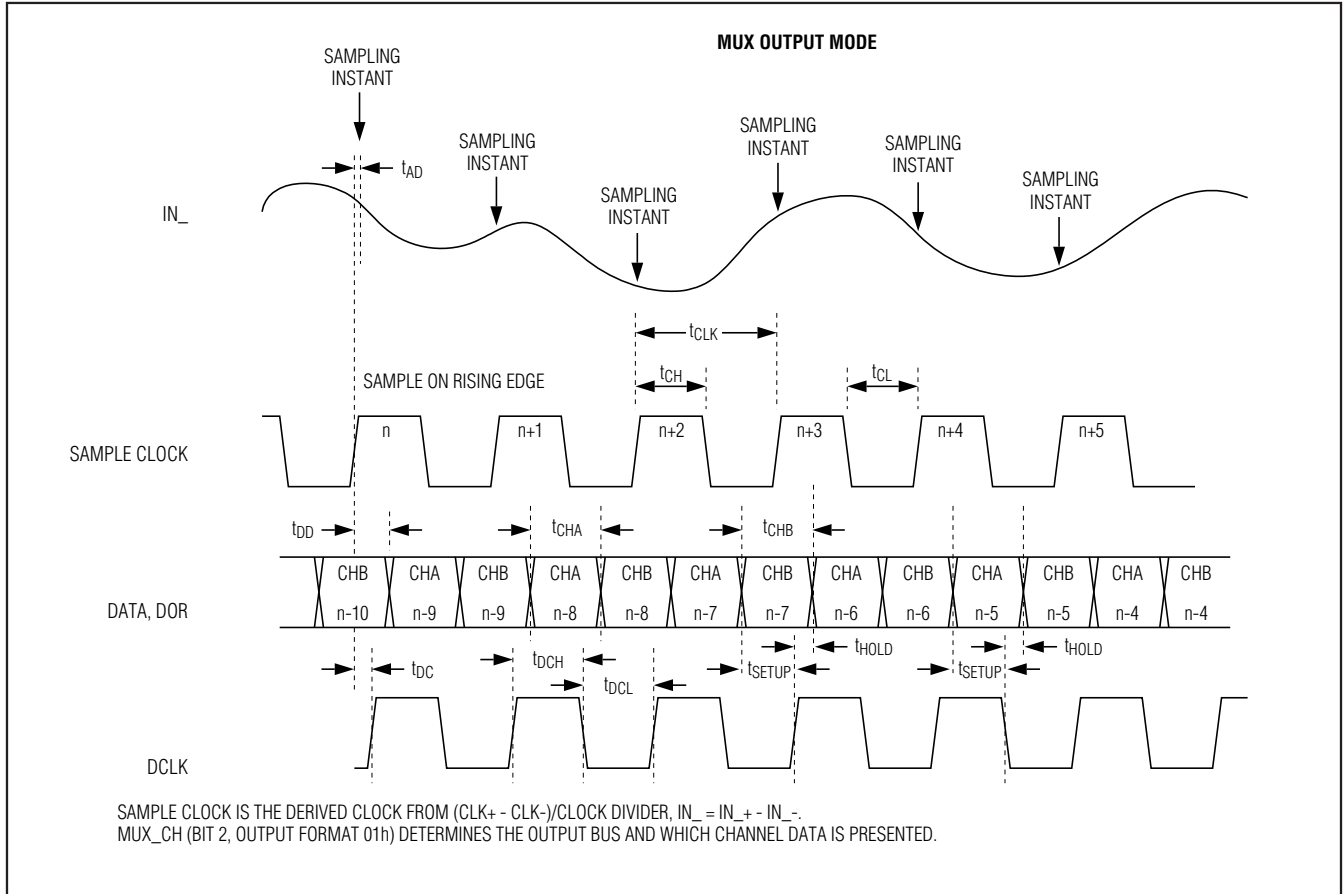 MUX OUTPUT MODE
SAMPLING
INSTANT
SAMPLING
INSTANT
SAMPLING
INSTANT
SAMPLING
INSTANT
SAMPLING
INSTANT
SAMPLING
INSTANT
tAD
IN_
tCLK
SAMPLE ON RISING EDGE
tCH
tCL
n
n+1
n+2
n+3
n+4
n+5
SAMPLE CLOCK
tDD
tCHA
tCHB
CHB CHA CHB CHA CHB CHA CHB CHA CHB CHA CHB CHA CHB
DATA, DOR
n-10 n-9 n-9 n-8 n-8 n-7 n-7 n-6 n-6 n-5 n-5 n-4 n-4
tDC
tDCH
tDCL
tSETUP
tHOLD
tSETUP
tHOLD
DCLK
SAMPLE CLOCK IS THE DERIVED CLOCK FROM (CLK+ - CLK-)/CLOCK DIVIDER, IN_ = IN_+ - IN_-.
MUX_CH (BIT 2, OUTPUT FORMAT 01h) DETERMINES THE OUTPUT BUS AND WHICH CHANNEL DATA IS PRESENTED.